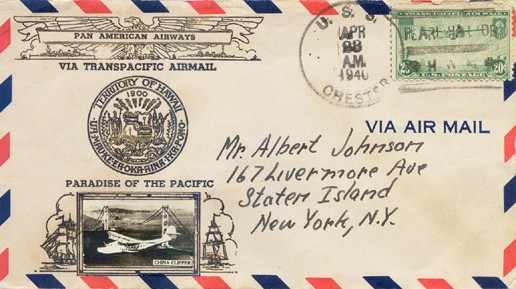 PAN AMERICAN AIRWAYS
VIA TRANSPACIFIC AIRMAIL
TERRITORY OF HAWAII
1900
PARADISE OF THE PACIFIC
CHINA CLIPPER
U. S. S.
APR
28
AM
1940
CHESTER
PEARL HARBOR
20¢
VIA AIR MAIL
Mr. Albert Johnson
167 Livermore Ave
Staten Island
New York, N.Y.